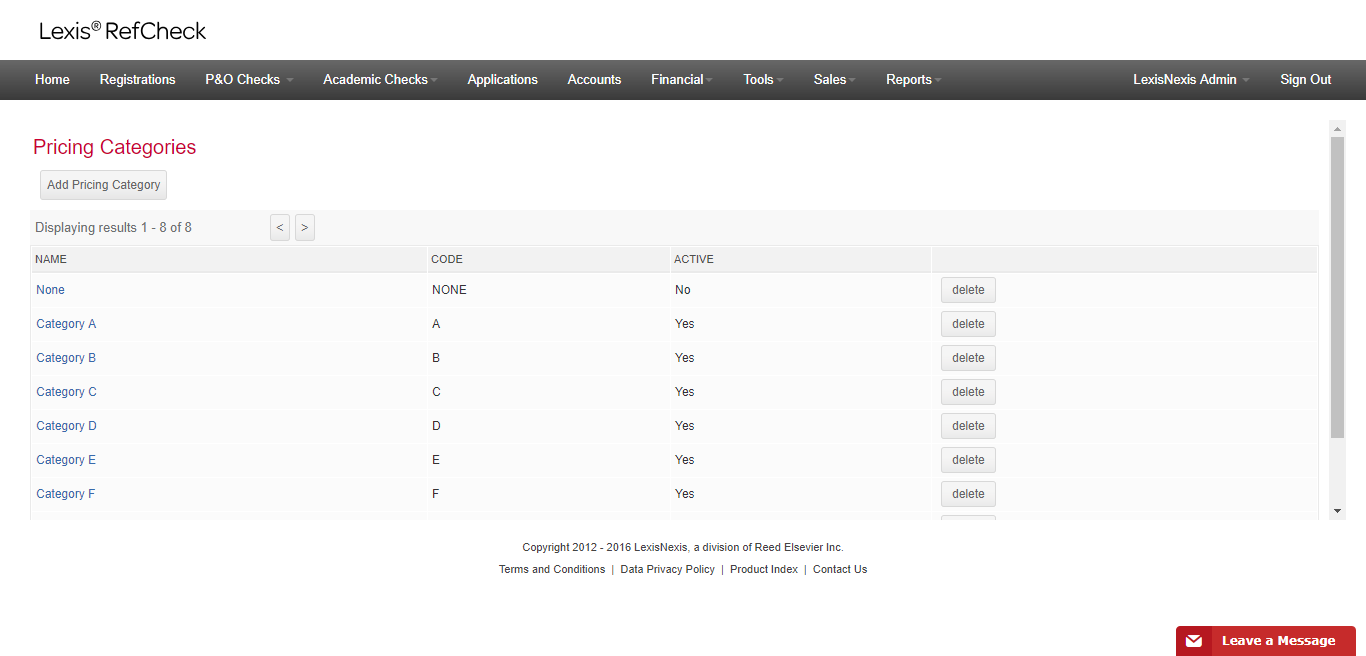 Lexis® RefCheck
Home Registrations P&O Checks Academic Checks Applications Accounts Financial Tools Sales Reports LexisNexis Admin Sign Out
Pricing Categories
Add Pricing Category
Displaying results 1 - 8 of 8 < >
NAME CODE ACTIVE
None NONE No delete
Category A A Yes delete
Category B B Yes delete
Category C C Yes delete
Category D D Yes delete
Category E E Yes delete
Category F F Yes delete
Copyright 2012 - 2016 LexisNexis, a division of Reed Elsevier Inc.
Terms and Conditions | Data Privacy Policy | Product Index | Contact Us
Leave a Message